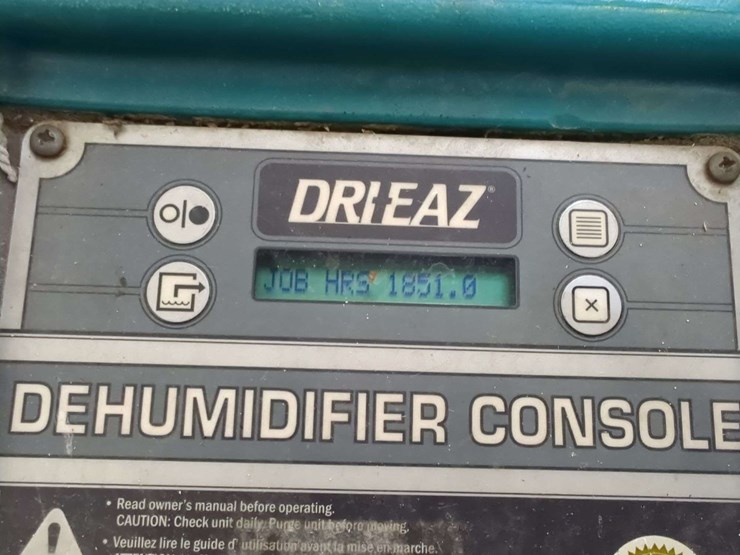 DRI-EAZ®
JOB HRS 1851.0
DEHUMIDIFIER CONSOLE
• Read owner's manual before operating.
CAUTION: Check unit daily. Purge unit before moving.
• Veuillez lire le guide d'utilisation avant la mise en marche.